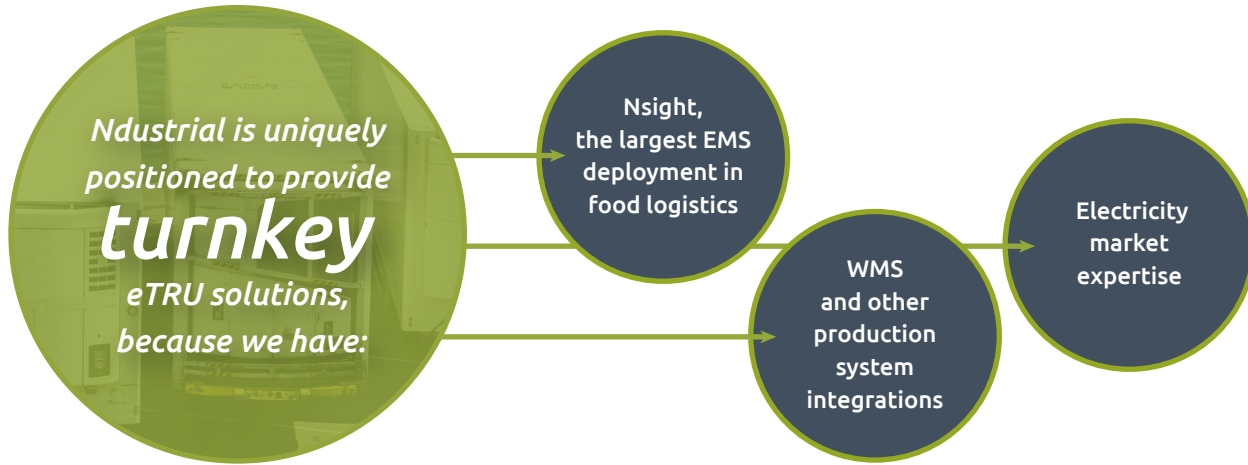 Ndustrial is uniquely
positioned to provide
turnkey
eTRU solutions,
because we have:
Nsight,
the largest EMS
deployment in
food logistics
WMS
and other
production
system
integrations
Electricity
market
expertise